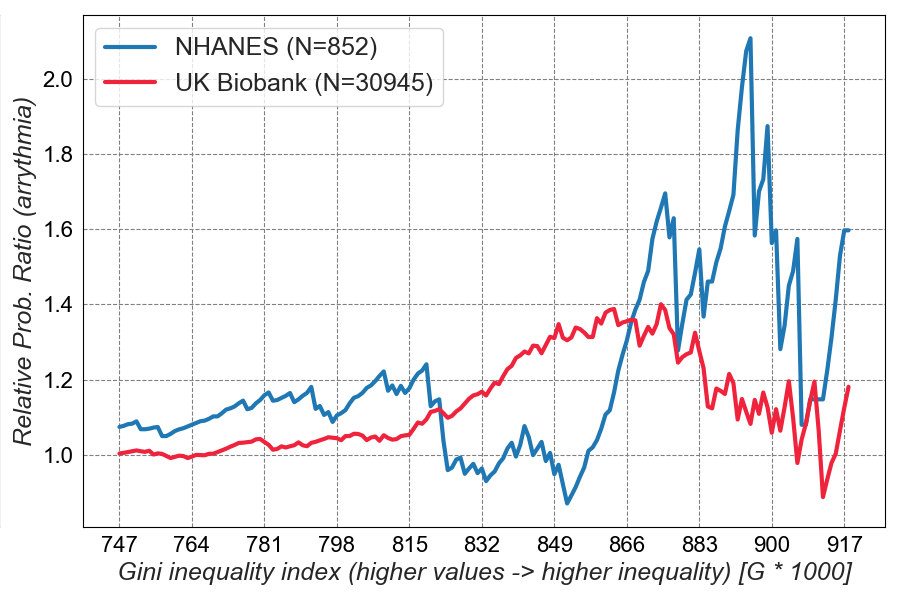 NHANES (N=852)
UK Biobank (N=30945)
Relative Prob. Ratio (arrythmia)
2.0
1.8
1.6
1.4
1.2
1.0
747 764 781 798 815 832 849 866 883 900 917
Gini inequality index (higher values -> higher inequality) [G * 1000]